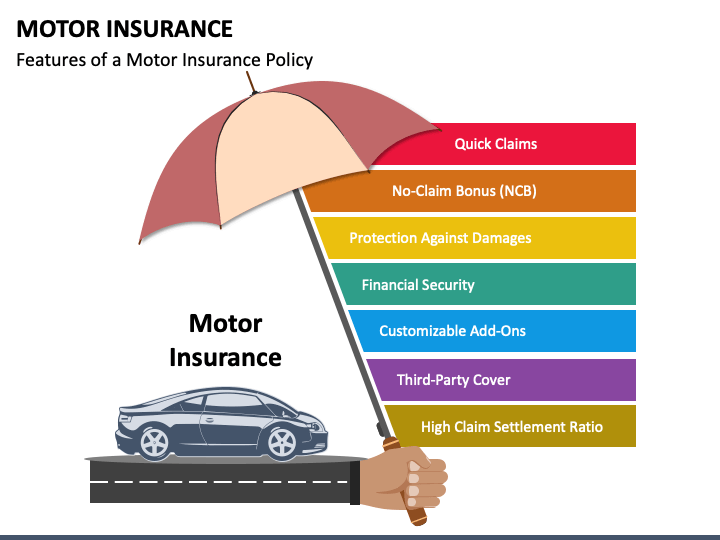 MOTOR INSURANCE
Features of a Motor Insurance Policy
Quick Claims
No-Claim Bonus (NCB)
Protection Against Damages
Financial Security
Customizable Add-Ons
Third-Party Cover
High Claim Settlement Ratio
Motor
Insurance